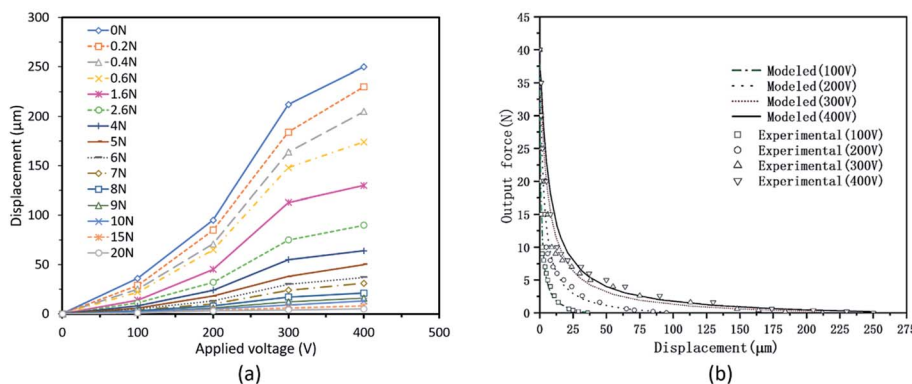 (a)
300
250
200
150
100
50
0
Displacement (µm)
0N
0.2N
0.4N
0.6N
1.6N
2.6N
4N
5N
6N
7N
8N
9N
10N
15N
20N
0 100 200 300 400 500
Applied voltage (V)
(a)
(b)
45
40
35
30
25
20
15
10
5
0
Output force(N)
Modeled(100V)
Modeled(200V)
Modeled(300V)
Modeled(400V)
Experimental(100V)
Experimental(200V)
Experimental(300V)
Experimental(400V)
0 25 50 75 100 125 150 175 200 225 250 275
Displacement(µm)
(b)